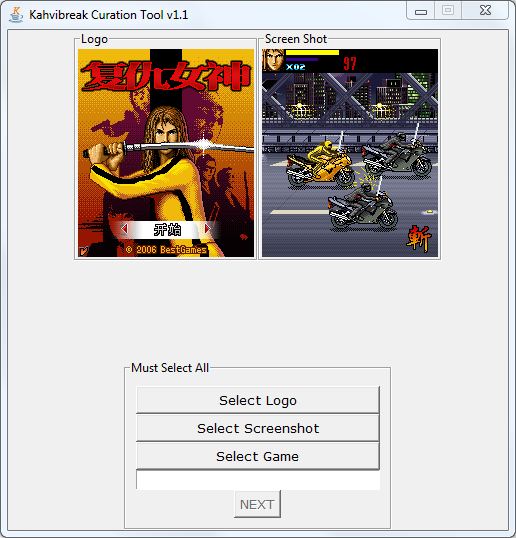 Kahvibreak Curation Tool v1.1
Logo
Screen Shot
复仇女神
开始
© 2006 BestGames
X02
97
斬
Must Select All
Select Logo
Select Screenshot
Select Game
NEXT